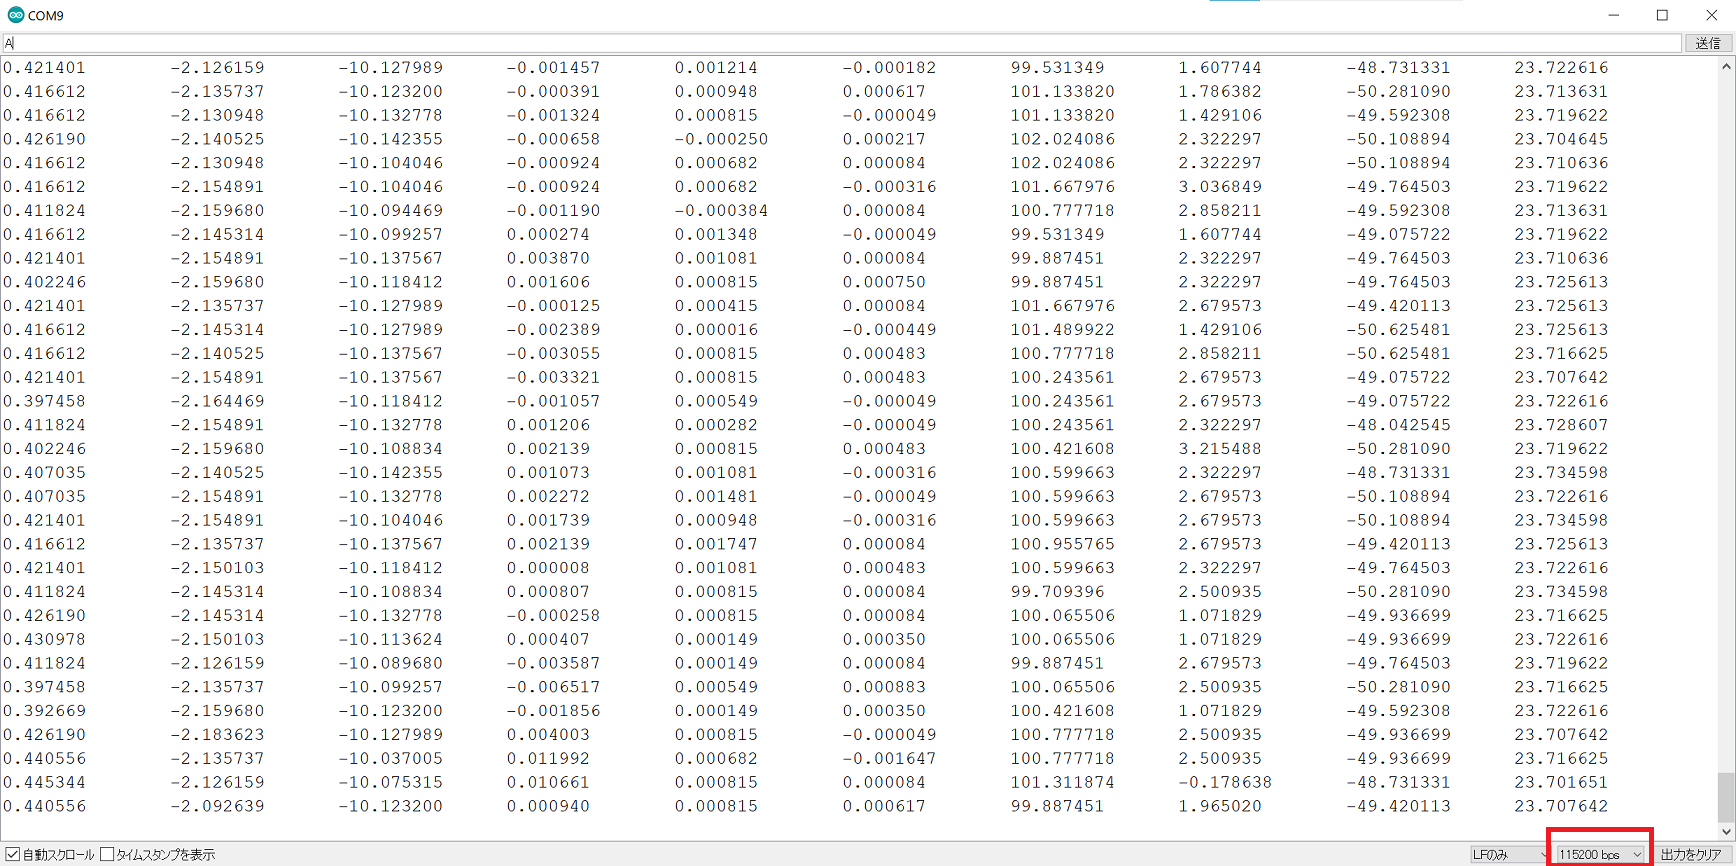 COM9
A
送信
0.421401 -2.126159 -10.127989 -0.001457 0.001214 -0.000182 99.531349 1.607744 -48.731331 23.722616
0.416612 -2.135737 -10.123200 -0.000391 0.000948 0.000617 101.133820 1.786382 -50.281090 23.713631
0.416612 -2.130948 -10.132778 -0.001324 0.000815 -0.000049 101.133820 1.429106 -49.592308 23.719622
0.426190 -2.140525 -10.142355 -0.000658 -0.000250 0.000217 102.024086 2.322297 -50.108894 23.704645
0.416612 -2.130948 -10.104046 -0.000924 0.000682 0.000084 102.024086 2.322297 -50.108894 23.710636
0.416612 -2.154891 -10.104046 -0.000924 0.000682 -0.000316 101.667976 3.036849 -49.764503 23.719622
0.411824 -2.159680 -10.094469 -0.001190 -0.000384 0.000084 100.777718 2.858211 -49.592308 23.713631
0.416612 -2.145314 -10.099257 0.000274 0.001348 -0.000049 99.531349 1.607744 -49.075722 23.719622
0.421401 -2.154891 -10.137567 0.003870 0.001081 0.000084 99.887451 2.322297 -49.764503 23.710636
0.402246 -2.159680 -10.118412 0.001606 0.000815 0.000750 99.887451 2.322297 -49.764503 23.725613
0.421401 -2.135737 -10.127989 -0.000125 0.000415 0.000084 101.667976 2.679573 -49.420113 23.725613
0.416612 -2.145314 -10.127989 -0.002389 0.000016 -0.000449 101.489922 1.429106 -50.625481 23.725613
0.416612 -2.140525 -10.137567 -0.003055 0.000815 0.000483 100.777718 2.858211 -50.625481 23.716625
0.421401 -2.154891 -10.137567 -0.003321 0.000815 0.000483 100.243561 2.679573 -49.075722 23.707642
0.397458 -2.164469 -10.118412 -0.001057 0.000549 -0.000049 100.243561 2.679573 -49.075722 23.722616
0.411824 -2.154891 -10.132778 0.001206 0.000282 -0.000049 100.243561 2.322297 -48.042545 23.728607
0.402246 -2.159680 -10.108834 0.002139 0.000815 0.000483 100.421608 3.215488 -50.281090 23.719622
0.407035 -2.140525 -10.142355 0.001073 0.001081 -0.000316 100.599663 2.322297 -48.731331 23.734598
0.407035 -2.154891 -10.132778 0.002272 0.001481 -0.000049 100.599663 2.679573 -50.108894 23.722616
0.421401 -2.154891 -10.104046 0.001739 0.000948 -0.000316 100.599663 2.679573 -50.108894 23.734598
0.416612 -2.135737 -10.137567 0.002139 0.001747 0.000084 100.955765 2.679573 -49.420113 23.725613
0.421401 -2.150103 -10.118412 0.000008 0.001081 0.000483 100.599663 2.322297 -49.764503 23.722616
0.411824 -2.145314 -10.108834 0.000807 0.000815 0.000084 99.709396 2.500935 -50.281090 23.734598
0.426190 -2.145314 -10.132778 -0.000258 0.000815 0.000084 100.065506 1.071829 -49.936699 23.716625
0.430978 -2.150103 -10.113624 0.000407 0.000149 0.000350 100.065506 1.071829 -49.936699 23.722616
0.411824 -2.126159 -10.089680 -0.003587 0.000149 0.000084 99.887451 2.679573 -49.764503 23.719622
0.397458 -2.135737 -10.099257 -0.006517 0.000549 0.000883 100.065506 2.500935 -50.281090 23.716625
0.392669 -2.159680 -10.123200 -0.001856 0.000149 0.000350 100.421608 1.071829 -49.592308 23.722616
0.426190 -2.183623 -10.127989 0.004003 0.000815 -0.000049 100.777718 2.500935 -49.936699 23.707642
0.440556 -2.135737 -10.037005 0.011992 0.000682 -0.001647 100.777718 2.500935 -49.936699 23.716625
0.445344 -2.126159 -10.075315 0.010661 0.000815 0.000084 101.311874 -0.178638 -48.731331 23.701651
0.440556 -2.092639 -10.123200 0.000940 0.000815 0.000617 99.887451 1.965020 -49.420113 23.707642
自動スクロール タイムスタンプを表示 LFのみ 115200 bps 出力をクリア